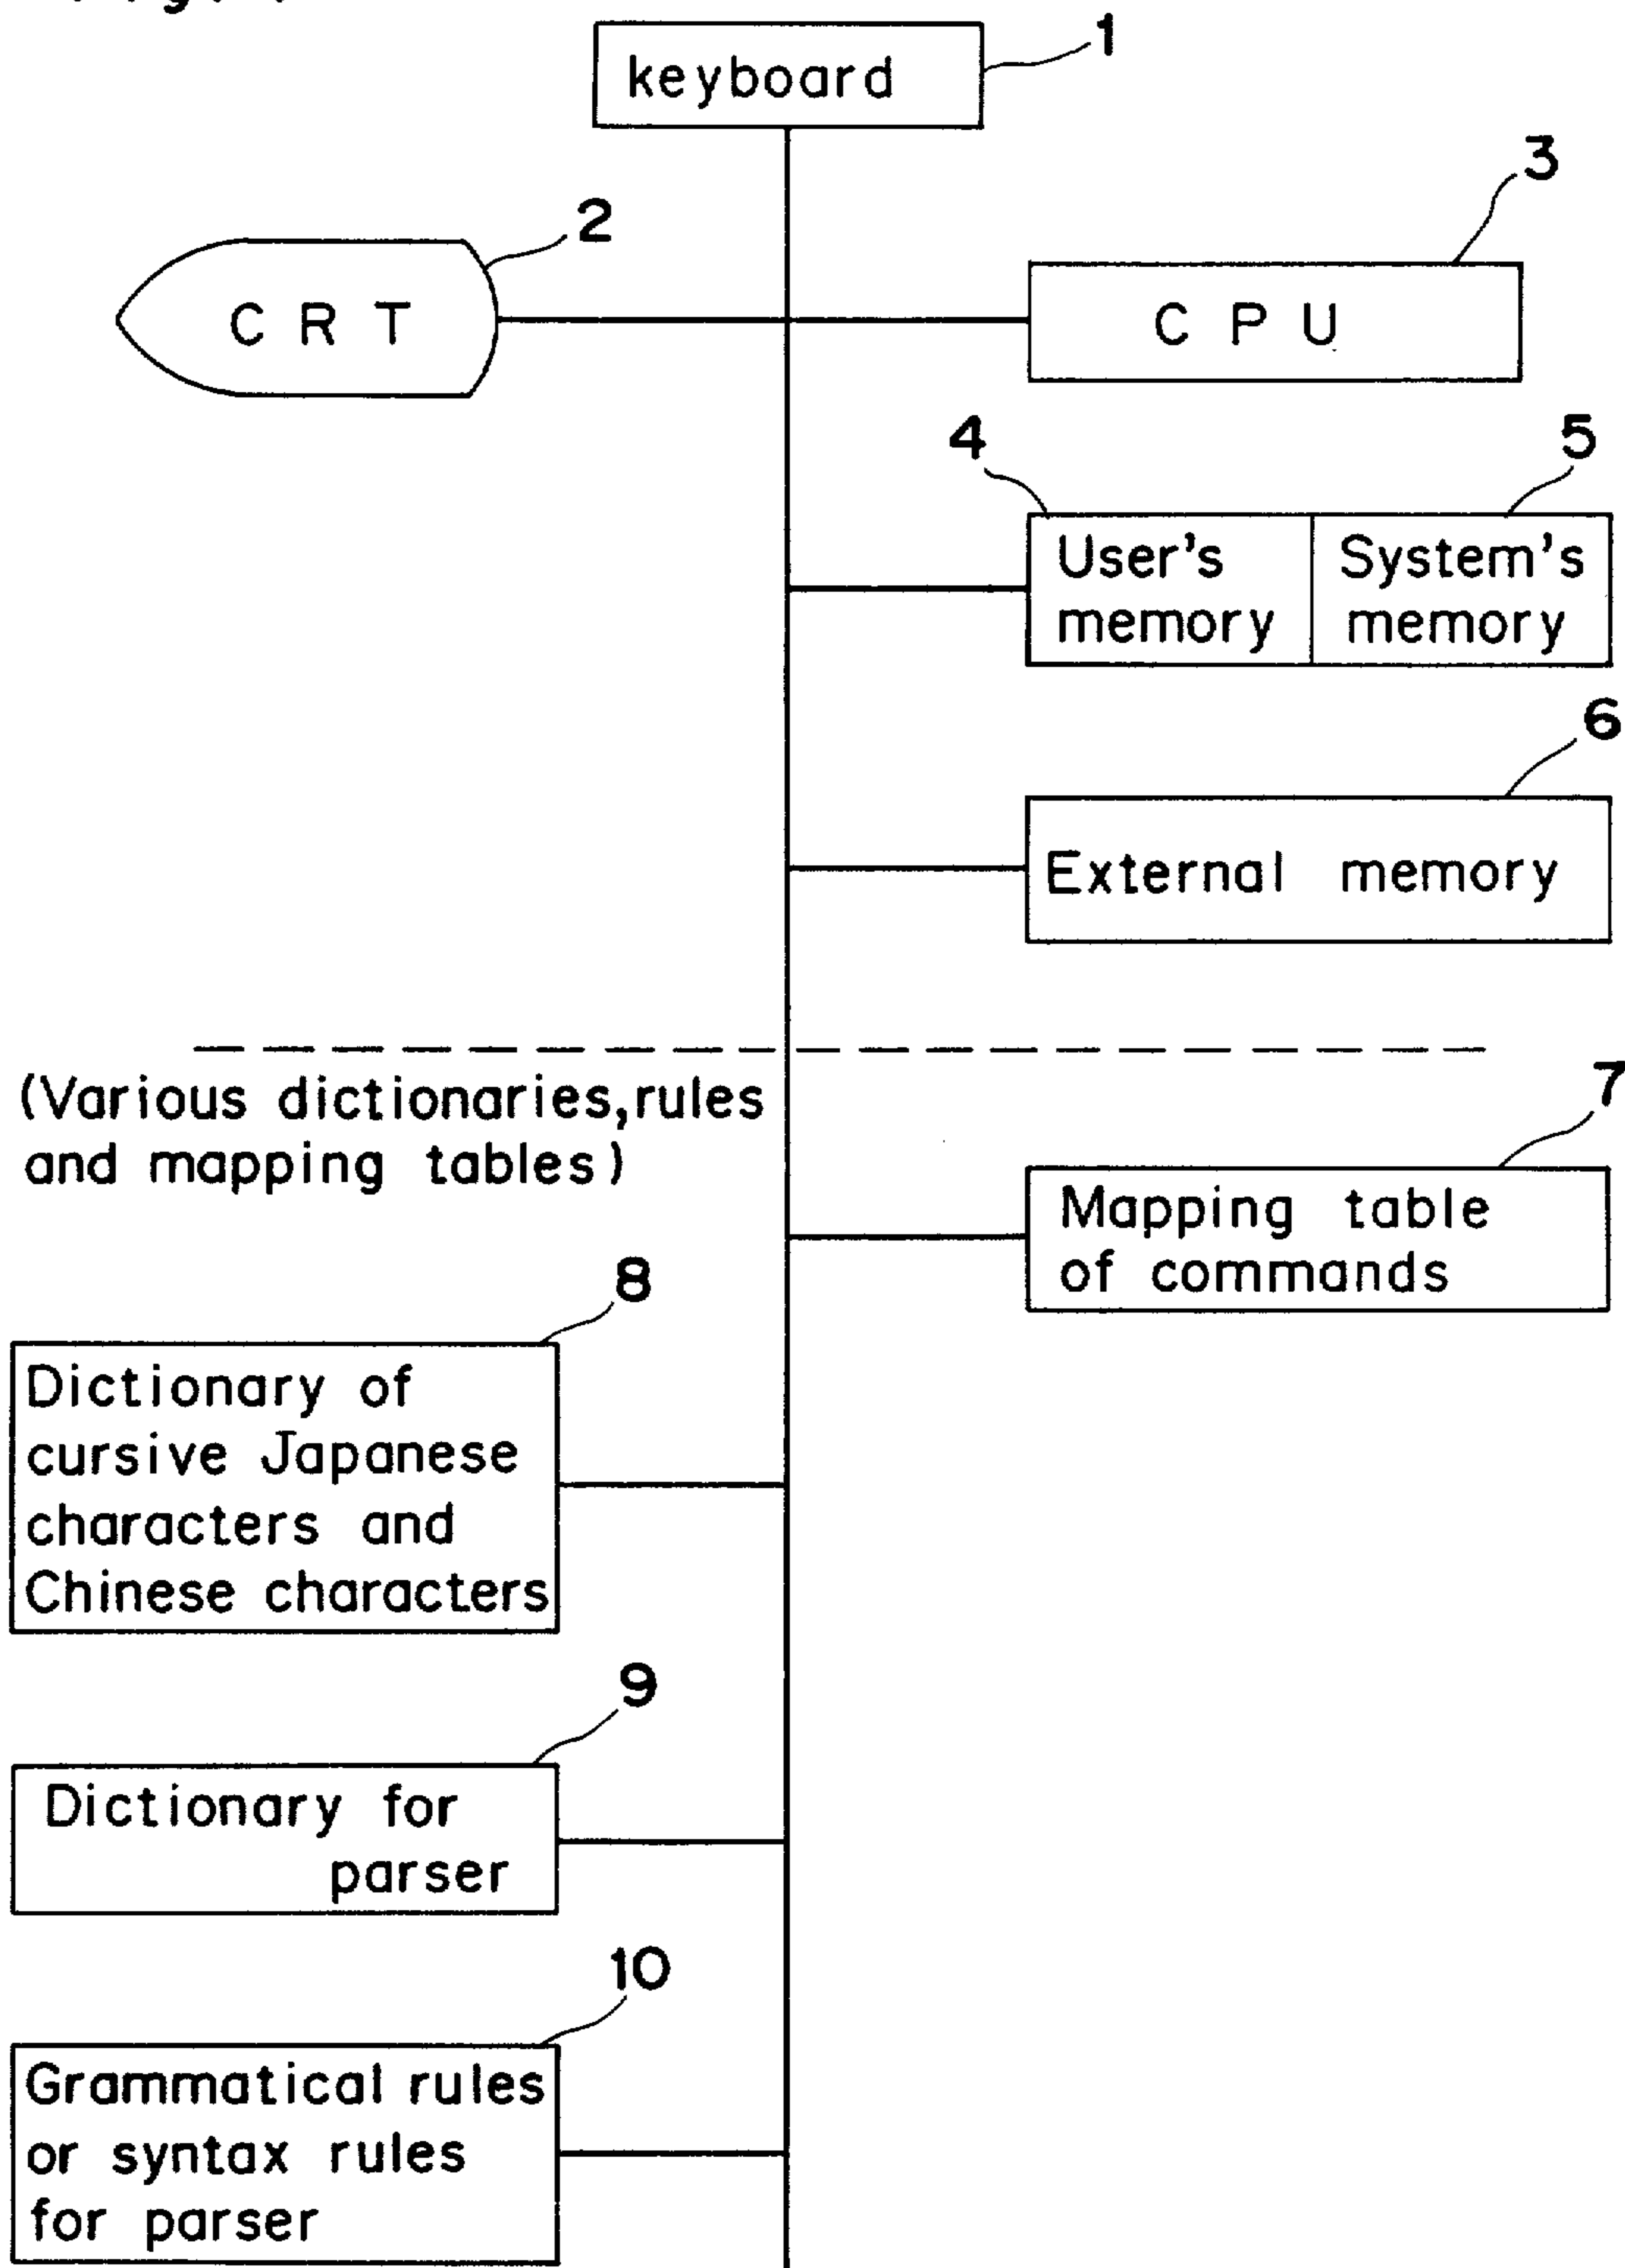 1
keyboard
3
2
C R T
C P U
4
5
User's
memory
System's
memory
6
External memory
(Various dictionaries,rules
and mapping tables)
7
Mapping table
of commands
8
Dictionary of
cursive Japanese
characters and
Chinese characters
9
Dictionary for
parser
10
Grammatical rules
or syntax rules
for parser